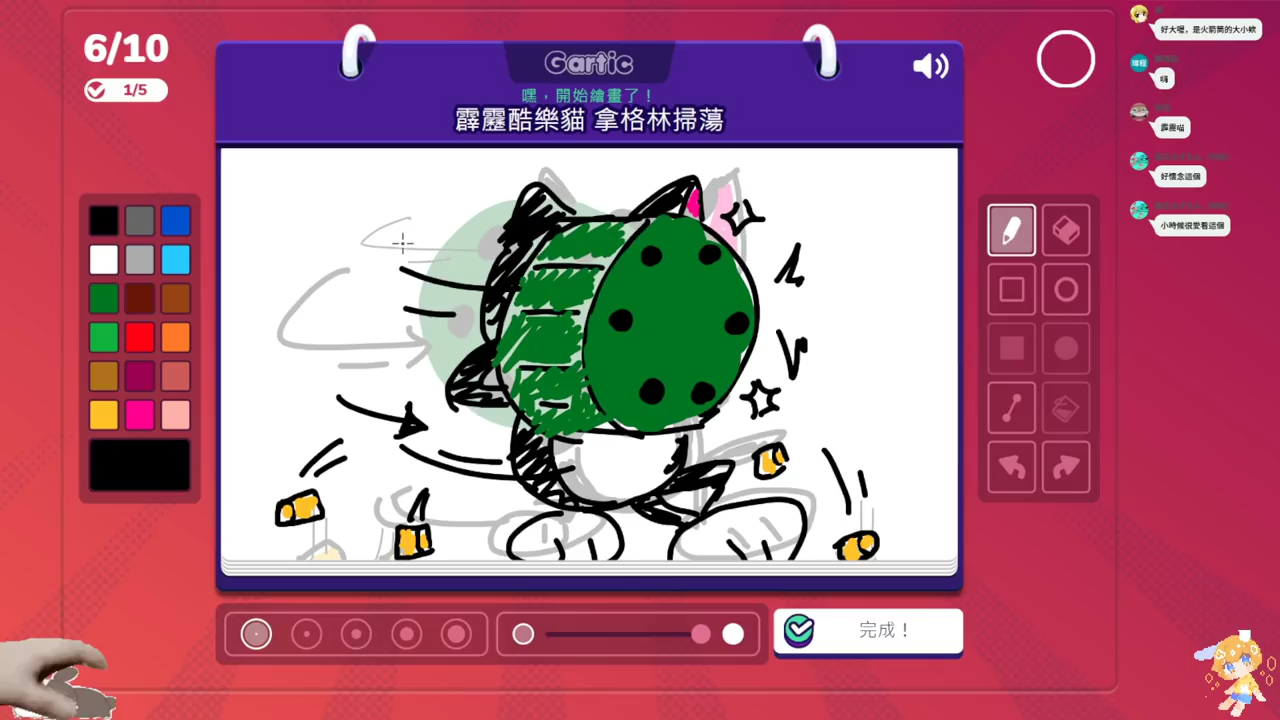 6/10
1/5
Gartic
嘿，開始繪畫了！
霹靂酷樂貓 拿格林掃蕩
完成！
好大喔，是火箭筒的大小欸
嗨
霹靂喵
好懷念這個
小時候很愛看這個